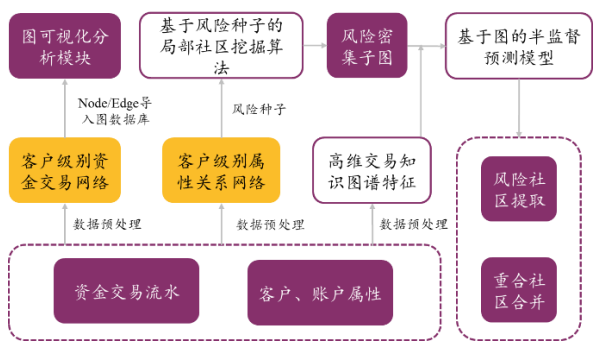 图可视化分
析模块
基于风险种子的
局部社区挖掘算
法
风险密
集子图
基于图的半监督
预测模型
Node/Edge导
入图数据库
风险种子
客户级别资
金交易网络
客户级别属
性关系网络
高维交易知
识图谱特征
风险社
区提取
数据预处理
数据预处理
数据预处理
资金交易流水
客户、账户属性
重合社
区合并